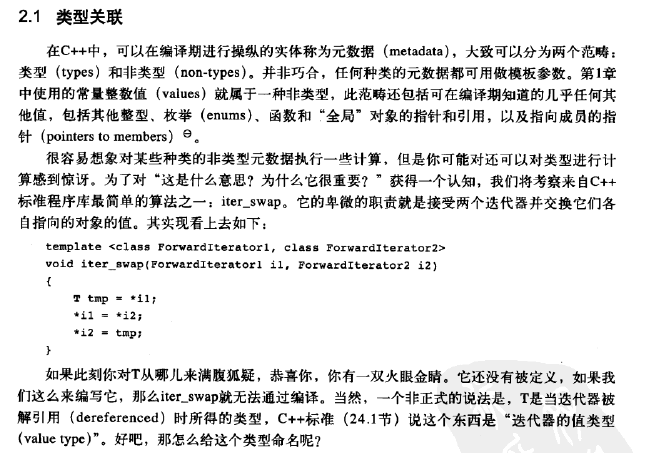 2.1 类型关联
在C++中，可以在编译期进行操纵的实体称为元数据（metadata），大致可以分为两个范畴：
类型（types）和非类型（non-types）。并非巧合，任何种类的元数据都可用做模板参数。第1章
中使用的常量整数值（values）就属于一种非类型，此范畴还包括可在编译期知道的几乎任何其
他值，包括其他整型、枚举（enums）、函数和“全局”对象的指针和引用，以及指向成员的指
针（pointers to members）⊖。
很容易想象对某些种类的非类型元数据执行一些计算，但是你可能对还可以对类型进行计
算感到惊讶。为了对“这是什么意思？为什么它很重要？”获得一个认知，我们将考察来自C++
标准程序库最简单的算法之一：iter_swap。它的卑微的职责就是接受两个迭代器并交换它们各
自指向的对象的值。其实现看上去如下：
template <class ForwardIterator1, class ForwardIterator2>
void iter_swap(ForwardIterator1 i1, ForwardIterator2 i2)
{
T tmp = *i1;
*i1 = *i2;
*i2 = tmp;
}
如果此刻你对T从哪儿来满腹狐疑，恭喜你，你有一双火眼金睛。它还没有被定义，如果我
们这么来编写它，那么iter_swap就无法通过编译。当然，一个非正式的说法是，T是当迭代器被
解引用（dereferenced）时所得的类型，C++标准（24.1节）说这个东西是“迭代器的值类型
（value type）”。好吧，那怎么给这个类型命名呢？